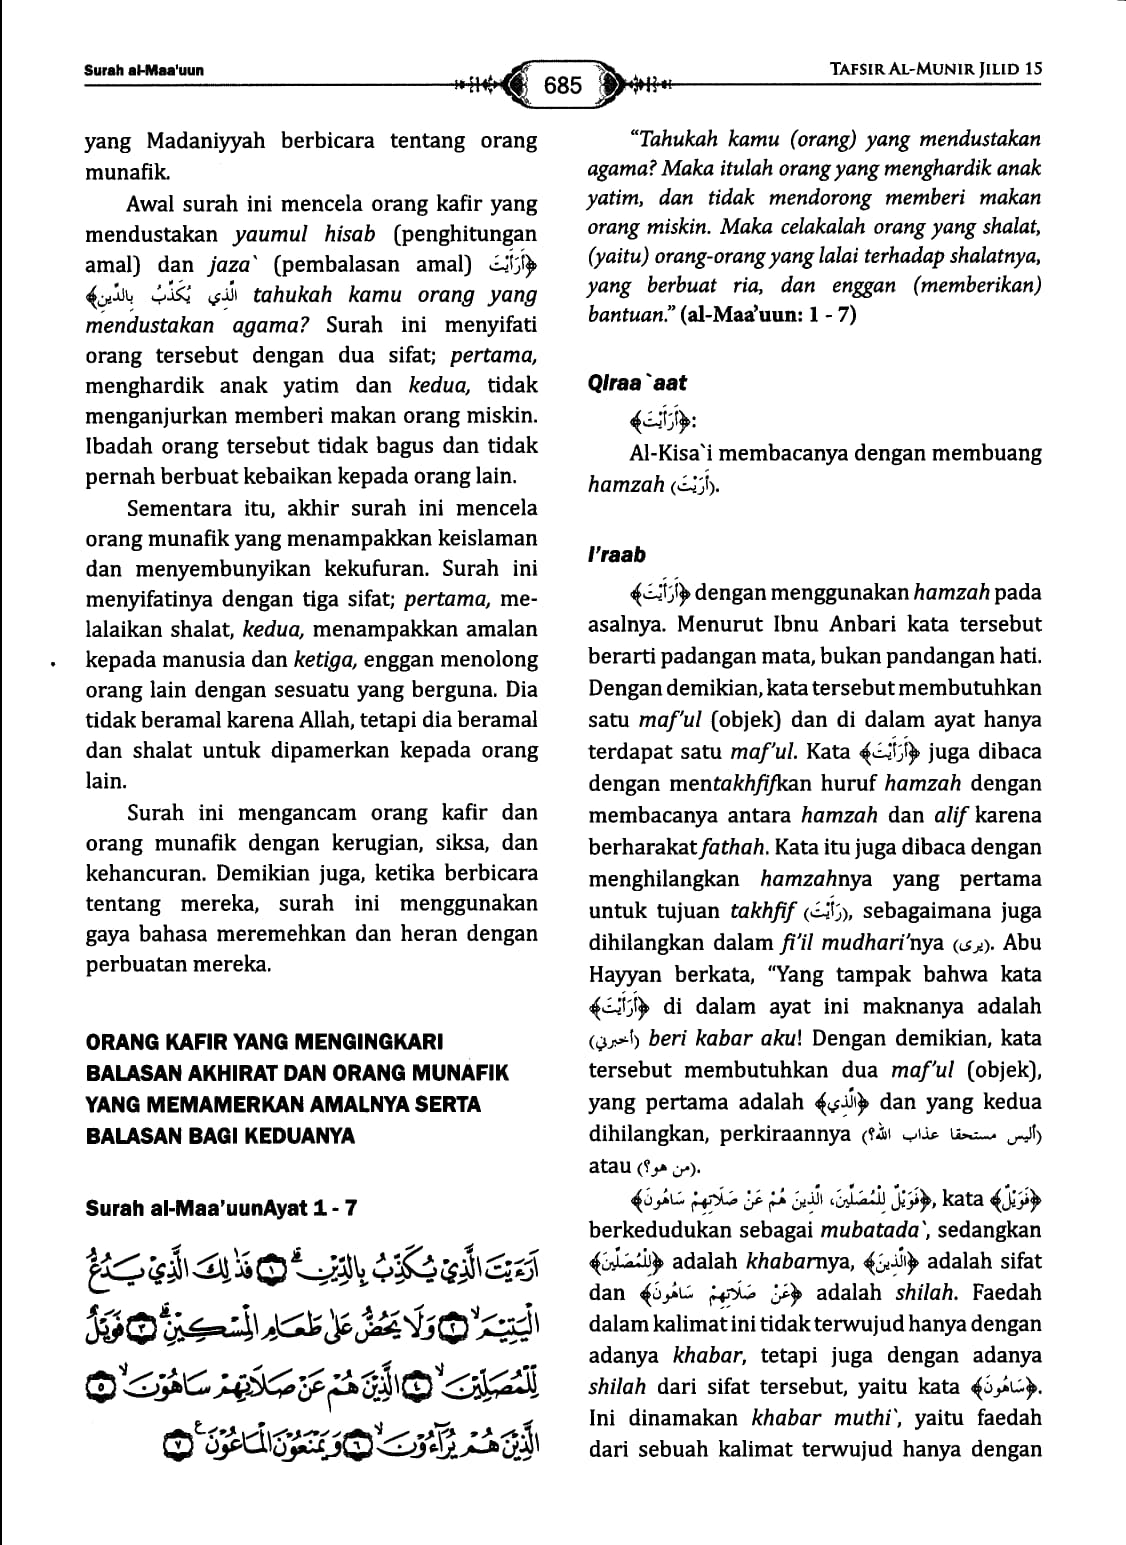 Surah al-Maa'uun
685
TAFSIR AL-MUNIR JILID 15
yang Madaniyyah berbicara tentang orang
munafik.
Awal surah ini mencela orang kafir yang
mendustakan yaumul hisab (penghitungan
amal) dan jaza` (pembalasan amal) ﴿أَرَأَيْتَ
الَّذِي يُكَذِّبُ بِالدِّينِ﴾ tahukah kamu orang yang
mendustakan agama? Surah ini menyifati
orang tersebut dengan dua sifat; pertama,
menghardik anak yatim dan kedua, tidak
menganjurkan memberi makan orang miskin.
Ibadah orang tersebut tidak bagus dan tidak
pernah berbuat kebaikan kepada orang lain.
Sementara itu, akhir surah ini mencela
orang munafik yang menampakkan keislaman
dan menyembunyikan kekufuran. Surah ini
menyifatinya dengan tiga sifat; pertama, me-
lalaikan shalat, kedua, menampakkan amalan
kepada manusia dan ketiga, enggan menolong
orang lain dengan sesuatu yang berguna. Dia
tidak beramal karena Allah, tetapi dia beramal
dan shalat untuk dipamerkan kepada orang
lain.
Surah ini mengancam orang kafir dan
orang munafik dengan kerugian, siksa, dan
kehancuran. Demikian juga, ketika berbicara
tentang mereka, surah ini menggunakan
gaya bahasa meremehkan dan heran dengan
perbuatan mereka.
ORANG KAFIR YANG MENGINGKARI
BALASAN AKHIRAT DAN ORANG MUNAFIK
YANG MEMAMERKAN AMALNYA SERTA
BALASAN BAGI KEDUANYA
Surah al-Maa'uunAyat 1 - 7
اَرَءَيْتَ الَّذِيْ يُكَذِّبُ بِالدِّيْنِۗ ۝١ فَذٰلِكَ الَّذِيْ يَدُعُّ
الْيَتِيْمَۙ ۝٢ وَلَا يَحُضُّ عَلٰى طَعَامِ الْمِسْكِيْنِۗ ۝٣ فَوَيْلٌ
لِّلْمُصَلِّيْنَۙ ۝٤ الَّذِيْنَ هُمْ عَنْ صَلَاتِهِمْ سَاهُوْنَۙ ۝٥
الَّذِيْنَ هُمْ يُرَاۤءُوْنَۙ ۝٦ وَيَمْنَعُوْنَ الْمَاعُوْنَ ࣖ ۝٧
“Tahukah kamu (orang) yang mendustakan
agama? Maka itulah orang yang menghardik anak
yatim, dan tidak mendorong memberi makan
orang miskin. Maka celakalah orang yang shalat,
(yaitu) orang-orang yang lalai terhadap shalatnya,
yang berbuat ria, dan enggan (memberikan)
bantuan.” (al-Maa’uun: 1 - 7)
Qiraa`aat
﴿أَرَأَيْتَ﴾:
Al-Kisa`i membacanya dengan membuang
hamzah (أَرَيْتَ).
I’raab
﴿أَرَأَيْتَ﴾ dengan menggunakan hamzah pada
asalnya. Menurut Ibnu Anbari kata tersebut
berarti padangan mata, bukan pandangan hati.
Dengan demikian, kata tersebut membutuhkan
satu maf’ul (objek) dan di dalam ayat hanya
terdapat satu maf’ul. Kata ﴿أَرَأَيْتَ﴾ juga dibaca
dengan mentakhfifkan huruf hamzah dengan
membacanya antara hamzah dan alif karena
berharakat fathah. Kata itu juga dibaca dengan
menghilangkan hamzahnya yang pertama
untuk tujuan takhfif (رَأَيْتَ), sebagaimana juga
dihilangkan dalam fi’il mudhari’nya (يرى). Abu
Hayyan berkata, “Yang tampak bahwa kata
﴿أَرَأَيْتَ﴾ di dalam ayat ini maknanya adalah
(أخبرني) beri kabar aku! Dengan demikian, kata
tersebut membutuhkan dua maf’ul (objek),
yang pertama adalah ﴿الَّذِي﴾ dan yang kedua
dihilangkan, perkiraannya (أليس مستحقا عذاب الله؟)
atau (من هو؟).
﴿فَوَيْلٌ لِّلْمُصَلِّينَ، الَّذِينَ هُمْ عَنْ صَلَاتِهِمْ سَاهُونَ﴾, kata ﴿فَوَيْلٌ﴾
berkedudukan sebagai mubatada`, sedangkan
﴿لِلْمُصَلِّينَ﴾ adalah khabarnya, ﴿الَّذِينَ﴾ adalah sifat
dan ﴿عَنْ صَلَاتِهِمْ سَاهُونَ﴾ adalah shilah. Faedah
dalam kalimat ini tidak terwujud hanya dengan
adanya khabar, tetapi juga dengan adanya
shilah dari sifat tersebut, yaitu kata ﴿سَاهُونَ﴾.
Ini dinamakan khabar muthi`, yaitu faedah
dari sebuah kalimat terwujud hanya dengan